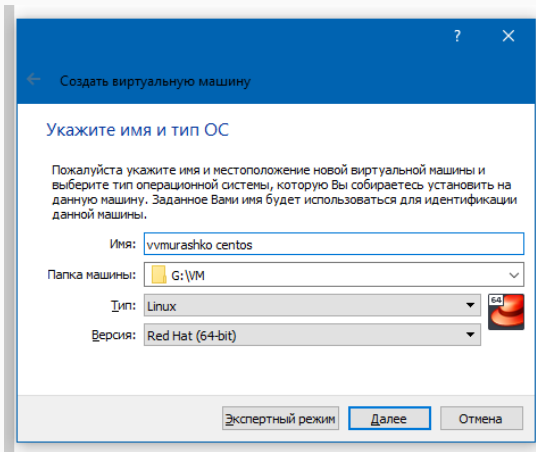 ?
Создать виртуальную машину
Укажите имя и тип ОС
Пожалуйста укажите имя и местоположение новой виртуальной машины и
выберите тип операционной системы, которую Вы собираетесь установить на
данную машину. Заданное Вами имя будет использоваться для идентификации
данной машины.
Имя: vvmurashko centos
Папка машины: G:\VM
Тип: Linux
64
Версия: Red Hat (64-bit)
Экспертный режим Далее Отмена